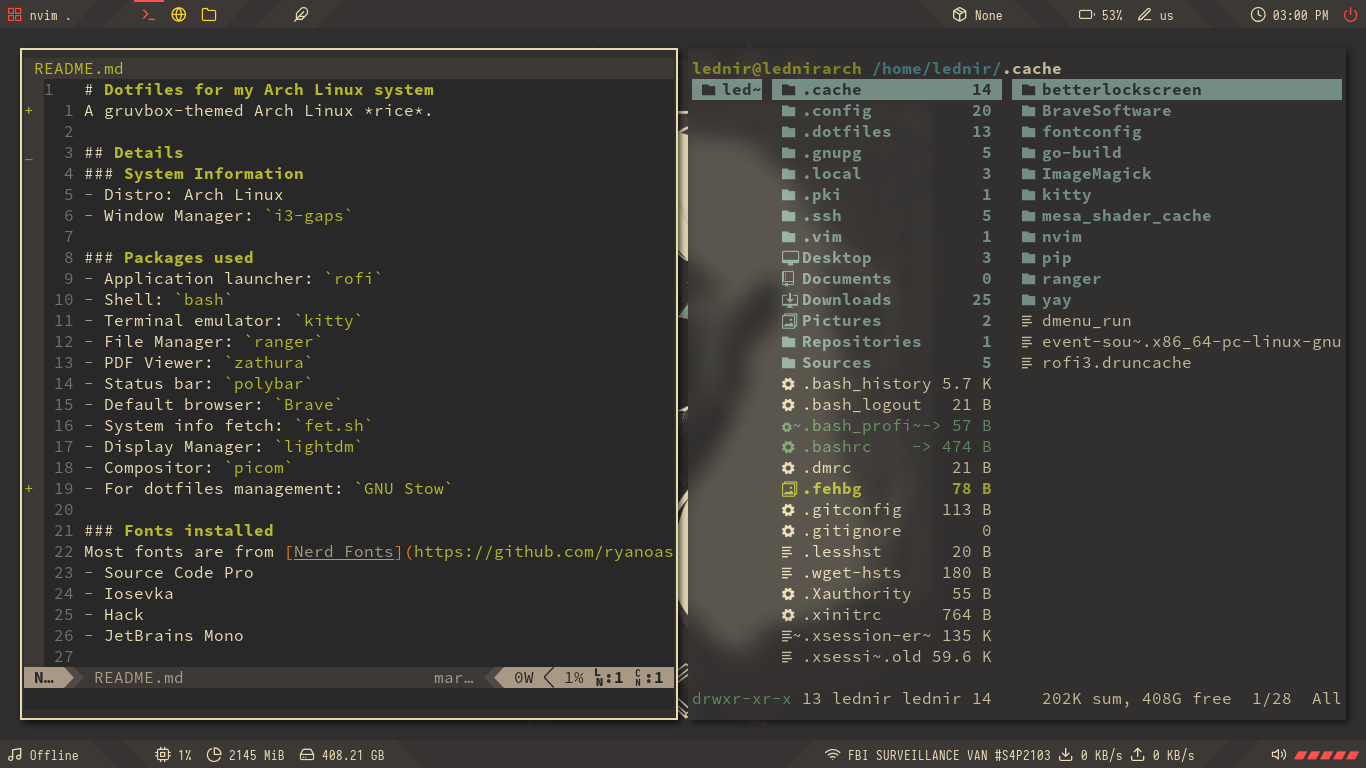 nvim . None 53% us 03:00 PM
README.md
1 # Dotfiles for my Arch Linux system
+ 1 A gruvbox-themed Arch Linux *rice*.
2
_ 3 ## Details
4 ### System Information
5 - Distro: Arch Linux
6 - Window Manager: `i3-gaps`
7
8 ### Packages used
9 - Application launcher: `rofi`
10 - Shell: `bash`
11 - Terminal emulator: `kitty`
12 - File Manager: `ranger`
13 - PDF Viewer: `zathura`
14 - Status bar: `polybar`
15 - Default browser: `Brave`
16 - System info fetch: `fet.sh`
17 - Display Manager: `lightdm`
18 - Compositor: `picom`
+ 19 - For dotfiles management: `GNU Stow`
20
21 ### Fonts installed
22 Most fonts are from [Nerd Fonts](https://github.com/ryanoas
23 - Source Code Pro
24 - Iosevka
25 - Hack
26 - JetBrains Mono
27
N… README.md mar… 0W 1% LN:1 CN:1
lednir@lednirarch /home/lednir/.cache
led~
.cache 14
.config 20
.dotfiles 13
.gnupg 5
.local 3
.pki 1
.ssh 5
.vim 1
Desktop 3
Documents 0
Downloads 25
Pictures 2
Repositories 1
Sources 5
.bash_history 5.7 K
.bash_logout 21 B
~.bash_profi~-> 57 B
.bashrc -> 474 B
.dmrc 21 B
.fehbg 78 B
.gitconfig 113 B
.gitignore 0
.lesshst 20 B
.wget-hsts 180 B
.Xauthority 55 B
.xinitrc 764 B
~.xsession-er~ 135 K
.xsessi~.old 59.6 K
betterlockscreen
BraveSoftware
fontconfig
go-build
ImageMagick
kitty
mesa_shader_cache
nvim
pip
ranger
yay
dmenu_run
event-sou~.x86_64-pc-linux-gnu
rofi3.druncache
drwxr-xr-x 13 lednir lednir 14 202K sum, 408G free 1/28 All
Offline 1% 2145 MiB 408.21 GB FBI SURVEILLANCE VAN #S4P2103 0 KB/s 0 KB/s